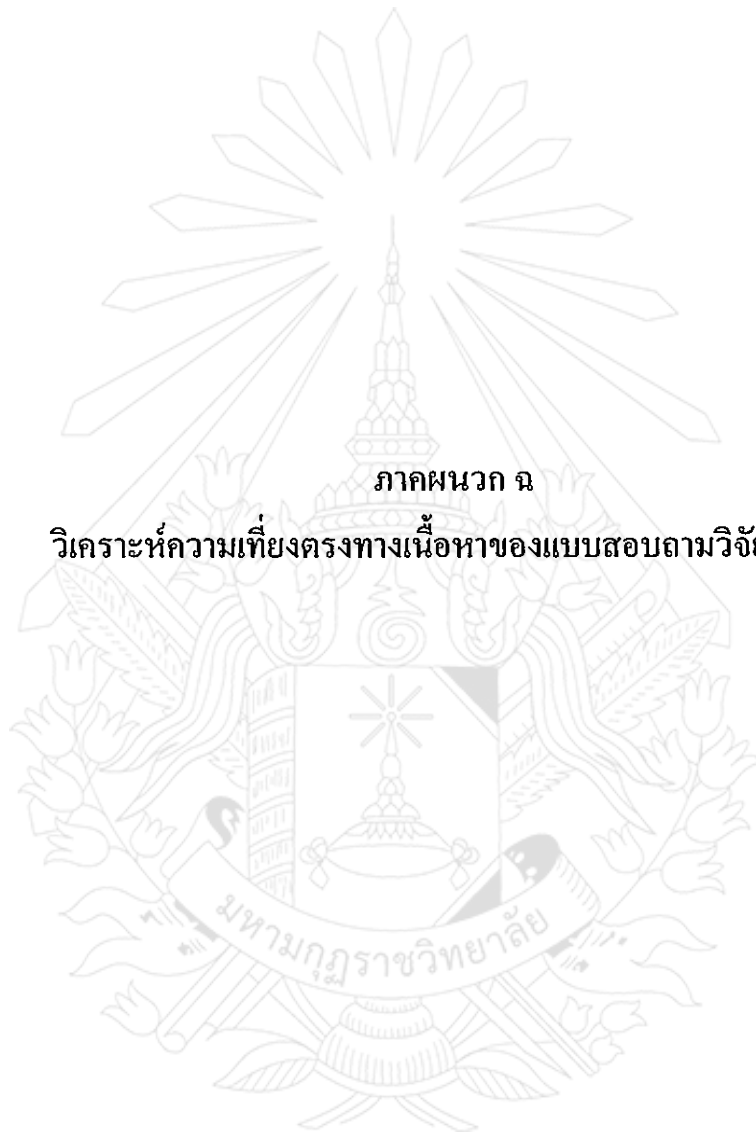 ภาคผนวก ฉ
วิเคราะห์ความเที่ยงตรงทางเนื้อหาของแบบสอบถามวิจัย
มหามกุฏราชวิทยาลัย